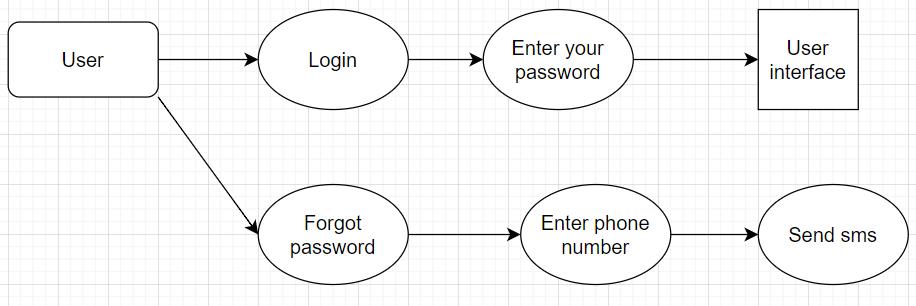 User
Login
Enter your
password
User
interface
Forgot
password
Enter phone
number
Send sms